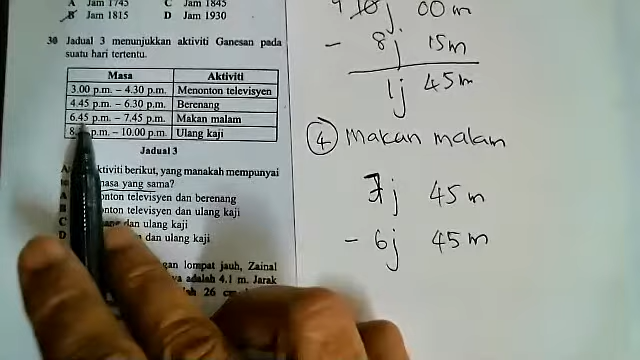 A Jam 1745 C Jam 1845
B Jam 1815 D Jam 1930
30 Jadual 3 menunjukkan aktiviti Ganesan pada
suatu hari tertentu.
Masa Aktiviti
3.00 p.m. – 4.30 p.m. Menonton televisyen
4.45 p.m. – 6.30 p.m. Berenang
6.45 p.m. – 7.45 p.m. Makan malam
p.m. – 10.00 p.m. Ulang kaji
Jadual 3
berikut, yang manakah mempunyai
masa yang sama?
A televisyen dan berenang
B televisyen dan ulang kaji
C dan ulang kaji
D dan ulang kaji
lompat jauh, Zainal
adalah 4.1 m. Jarak
26
00 m
- 8j 15m
1j 45m
4 Makan malam
7j 45m
- 6j 45m